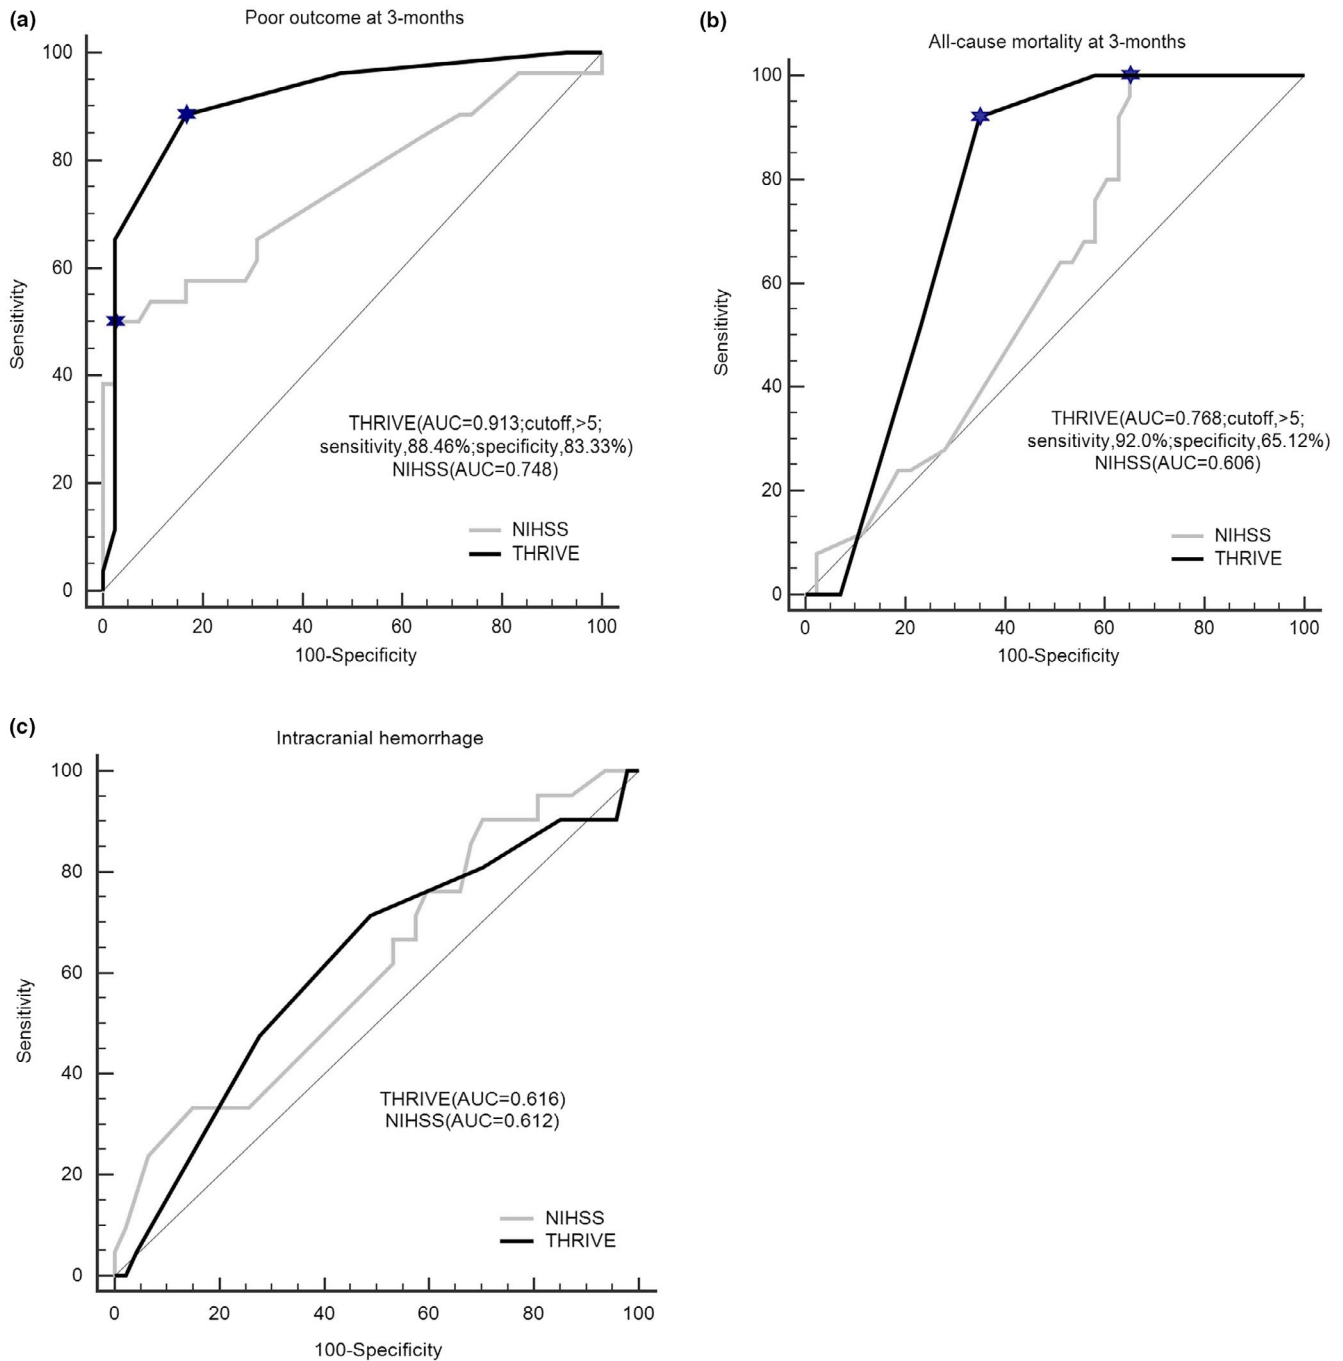 (a)
Poor outcome at 3-months
100
80
60
40
20
0
Sensitivity
THRIVE(AUC=0.913;cutoff,>5;
sensitivity,88.46%;specificity,83.33%)
NIHSS(AUC=0.748)
NIHSS
THRIVE
0 20 40 60 80 100
100-Specificity
(b)
All-cause mortality at 3-months
100
80
60
40
20
0
Sensitivity
THRIVE(AUC=0.768;cutoff,>5;
sensitivity,92.0%;specificity,65.12%)
NIHSS(AUC=0.606)
NIHSS
THRIVE
0 20 40 60 80 100
100-Specificity
(c)
Intracranial hemorrhage
100
80
60
40
20
0
Sensitivity
THRIVE(AUC=0.616)
NIHSS(AUC=0.612)
NIHSS
THRIVE
0 20 40 60 80 100
100-Specificity